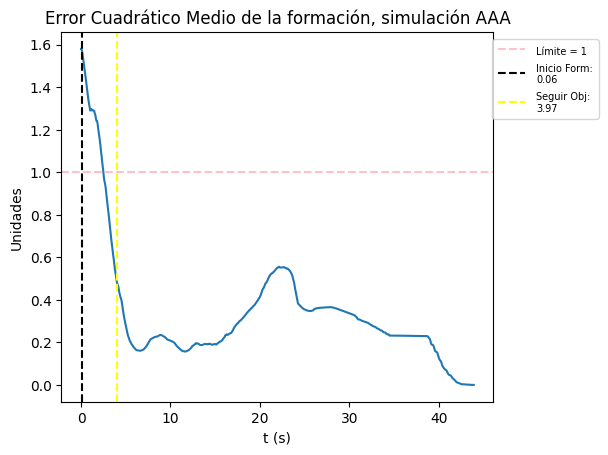 Error Cuadrático Medio de la formación, simulación AAA
Límite = 1
Inicio Form:
0.06
Seguir Obj:
3.97
Unidades
1.6
1.4
1.2
1.0
0.8
0.6
0.4
0.2
0.0
0 10 20 30 40
t (s)